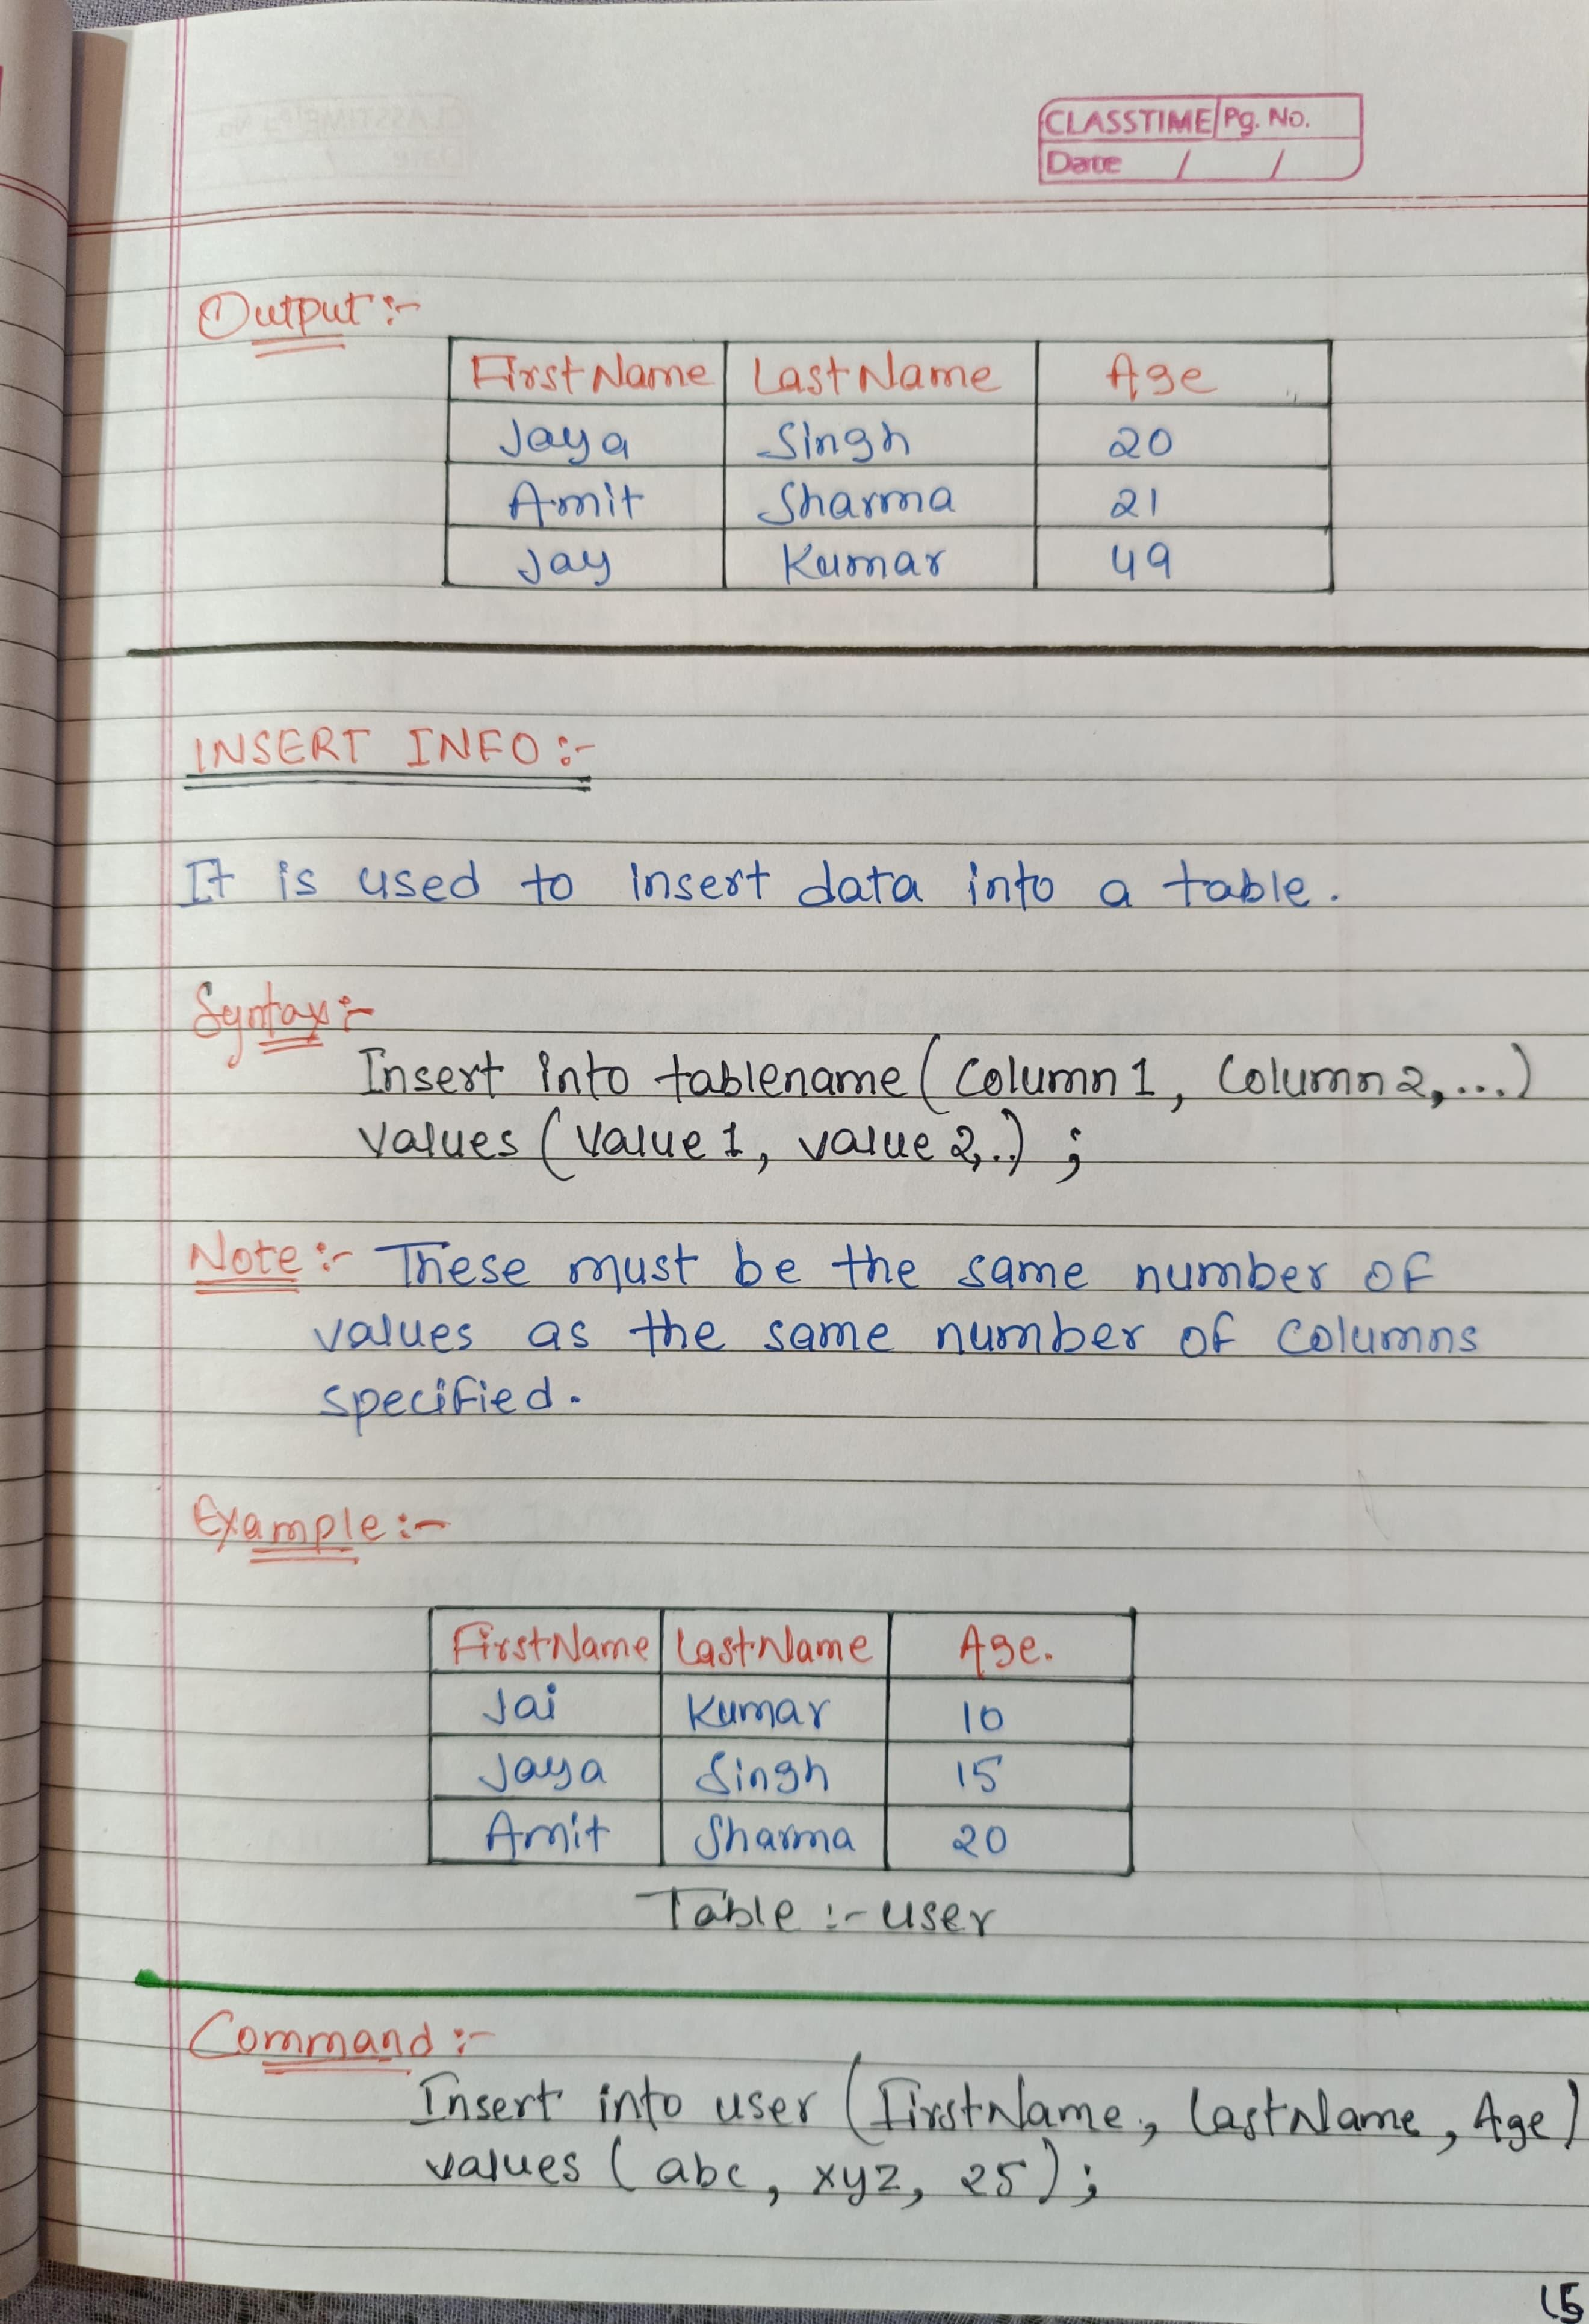 CLASSTIME Pg. No.
Date / /
Output :-
FirstName LastName Age
Jaya Singh 20
Amit Sharma 21
Jay Kumar 49
INSERT INFO :-
It is used to insert data into a table.
Syntax :-
Insert into tablename (Column 1, Column 2, ...)
values (value 1, value 2, ..) ;
Note :- These must be the same number of
values as the same number of columns
specified.
Example :-
FirstName LastName Age.
Jai Kumar 10
Jaya Singh 15
Amit Sharma 20
Table :- user
Command :-
Insert into user (FirstName, LastName, Age)
values (abc, xyz, 25) ;
15